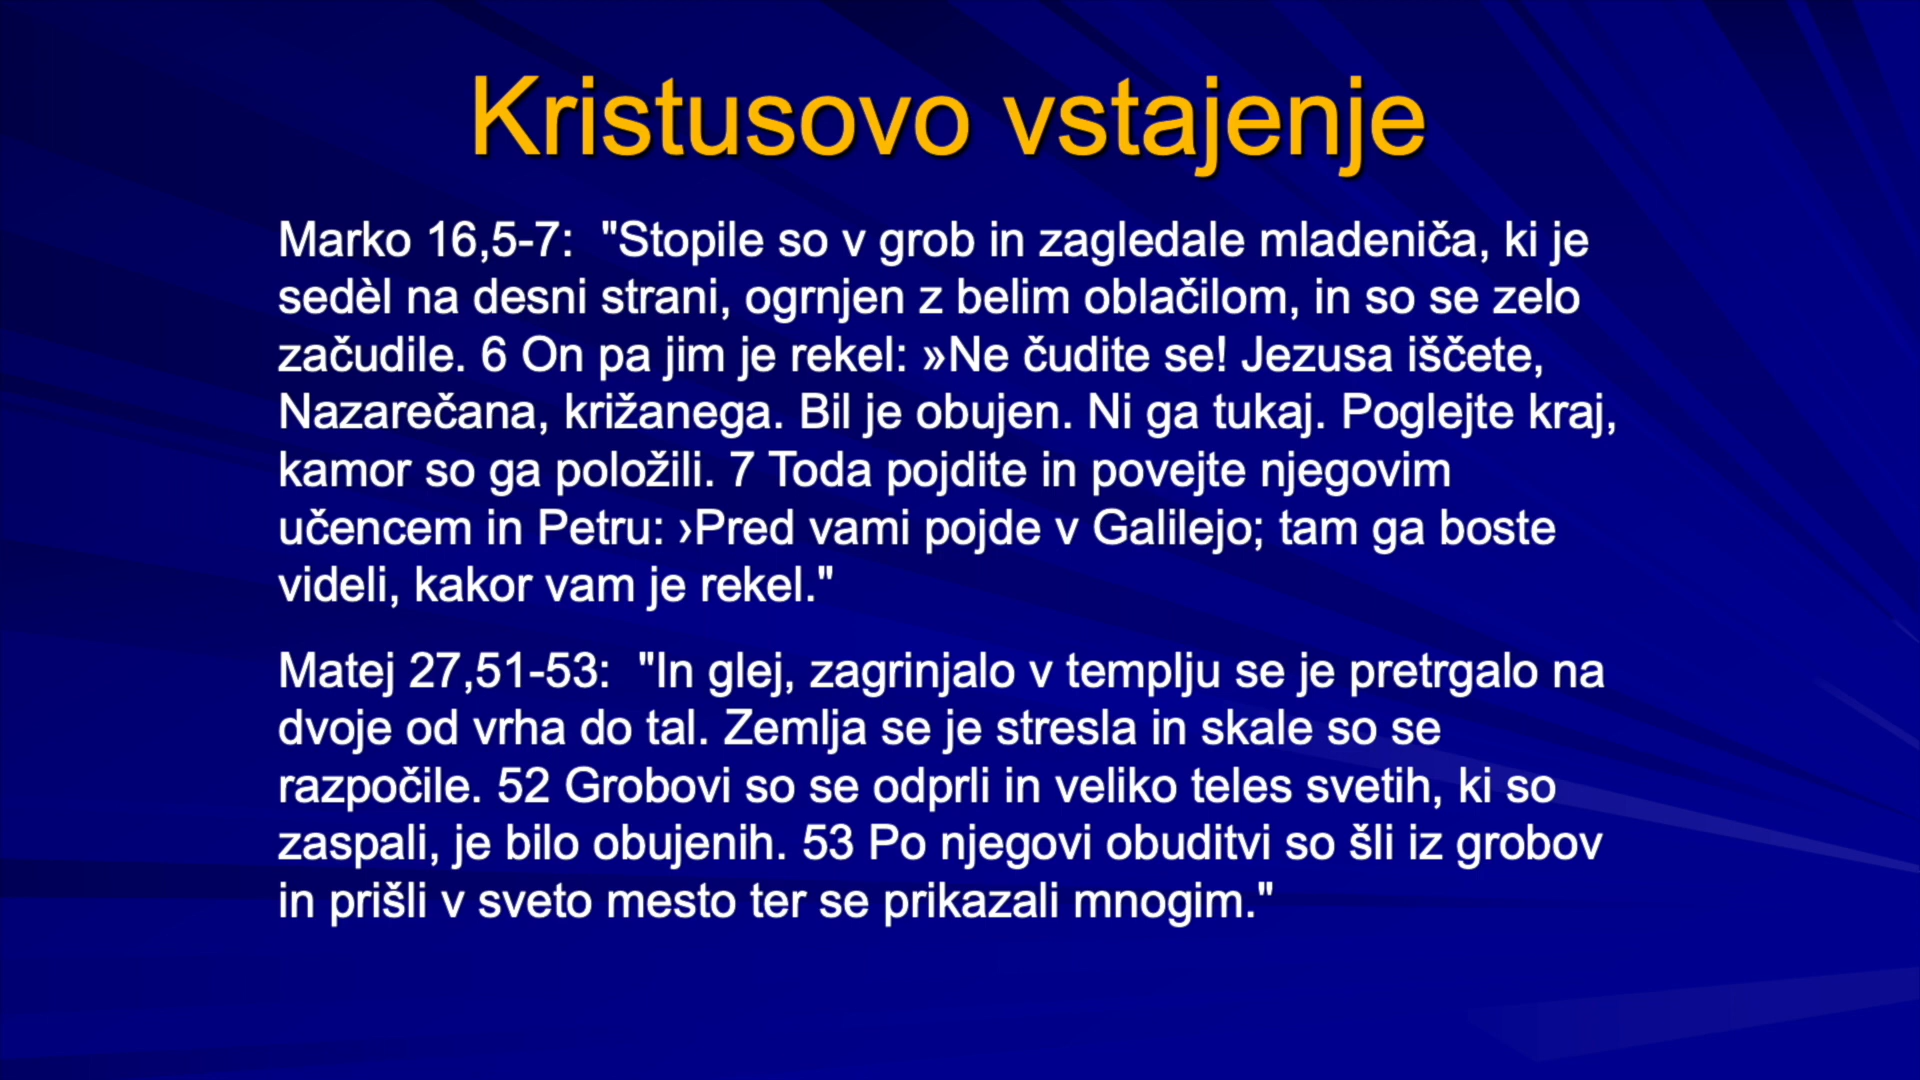 Kristusovo vstajenje
Marko 16,5-7:  "Stopile so v grob in zagledale mladeniča, ki je
sedèl na desni strani, ogrnjen z belim oblačilom, in so se zelo
začudile. 6 On pa jim je rekel: »Ne čudite se! Jezusa iščete,
Nazarečana, križanega. Bil je obujen. Ni ga tukaj. Poglejte kraj,
kamor so ga položili. 7 Toda pojdite in povejte njegovim
učencem in Petru: ›Pred vami pojde v Galilejo; tam ga boste
videli, kakor vam je rekel."
Matej 27,51-53:  "In glej, zagrinjalo v templju se je pretrgalo na
dvoje od vrha do tal. Zemlja se je stresla in skale so se
razpočile. 52 Grobovi so se odprli in veliko teles svetih, ki so
zaspali, je bilo obujenih. 53 Po njegovi obuditvi so šli iz grobov
in prišli v sveto mesto ter se prikazali mnogim."